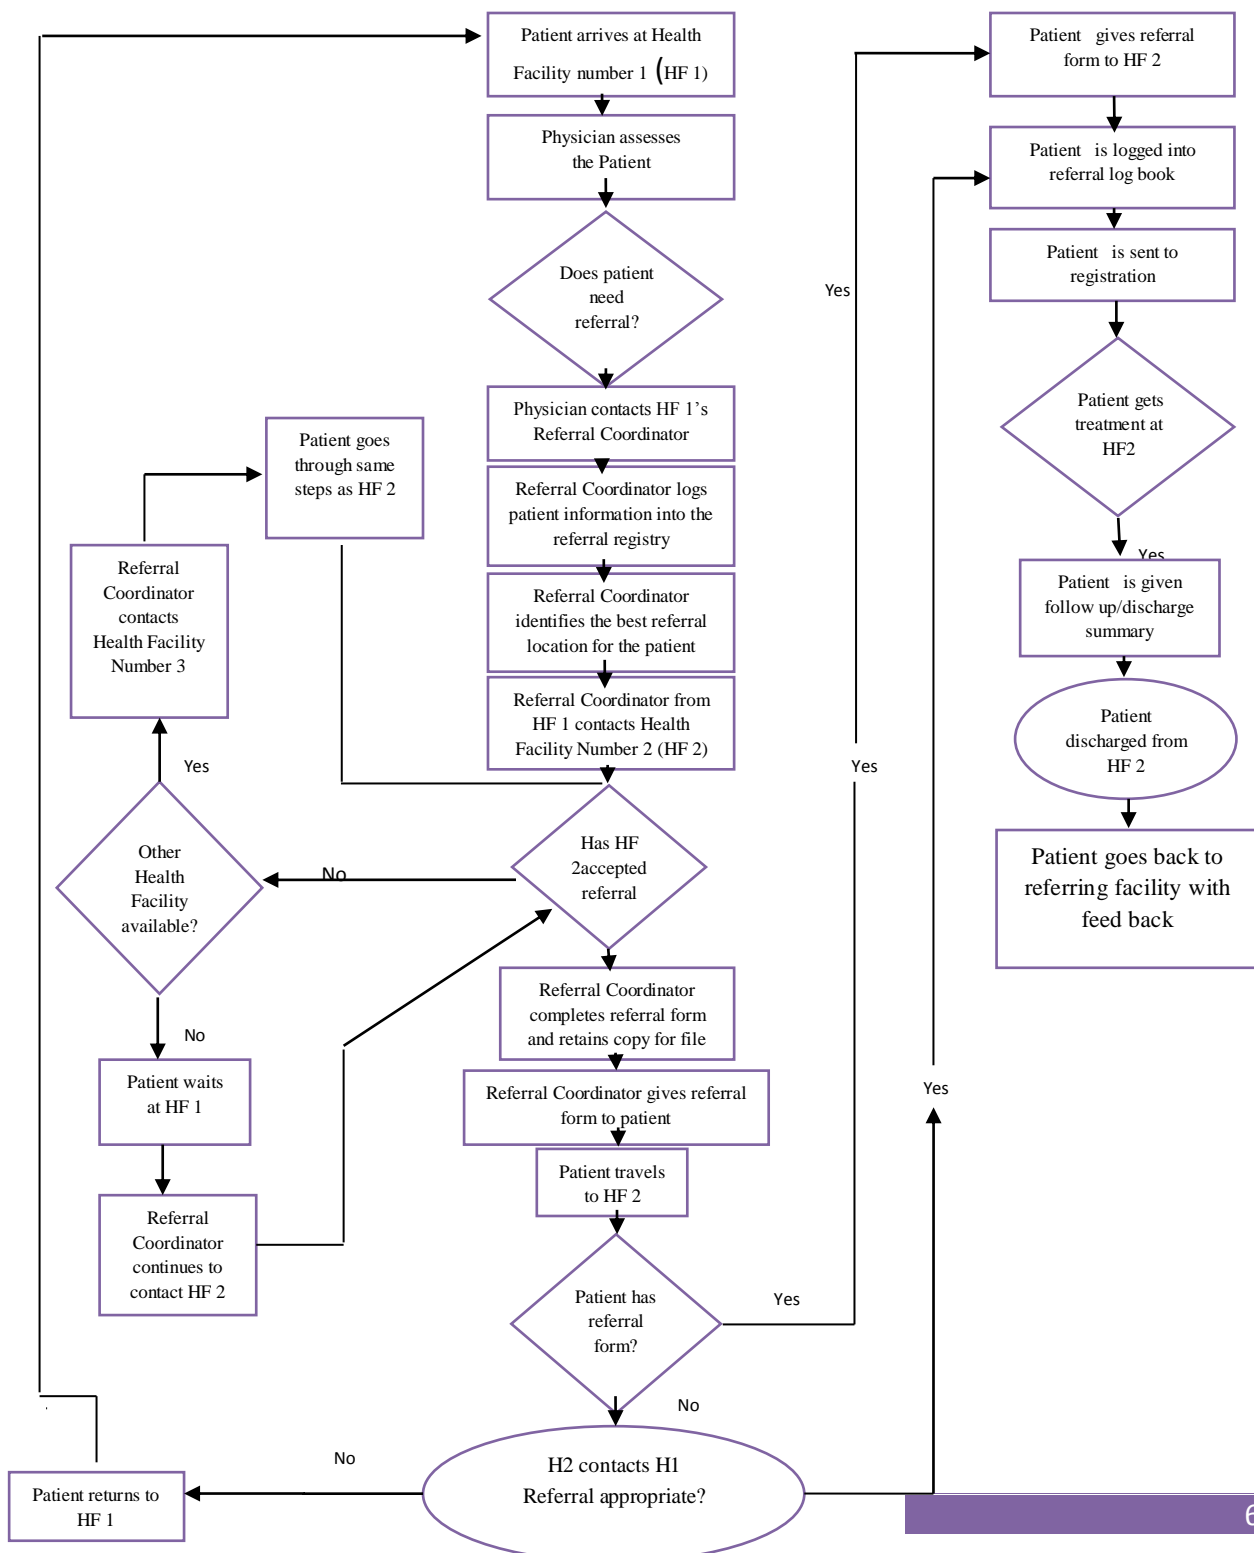 Patient arrives at Health
Facility number 1 (HF 1)
Physician assesses
the Patient
Does patient
need
referral?
Physician contacts HF 1’s
Referral Coordinator
Referral Coordinator logs
patient information into the
referral registry
Referral Coordinator
identifies the best referral
location for the patient
Referral Coordinator from
HF 1 contacts Health
Facility Number 2 (HF 2)
Has HF
2accepted
referral
No
Other
Health
Facility
available?
Yes
Referral
Coordinator
contacts
Health Facility
Number 3
Patient goes
through same
steps as HF 2
No
Patient waits
at HF 1
Referral
Coordinator
continues to
contact HF 2
Referral Coordinator
completes referral form
and retains copy for file
Referral Coordinator gives referral
form to patient
Patient travels
to HF 2
Patient has
referral
form?
Yes
Yes
Yes
No
H2 contacts H1
Referral appropriate?
No
Patient returns to
HF 1
Yes
Patient gives referral
form to HF 2
Patient is logged into
referral log book
Patient is sent to
registration
Patient gets
treatment at
HF2
Yes
Patient is given
follow up/discharge
summary
Patient
discharged from
HF 2
Patient goes back to
referring facility with
feed back
6